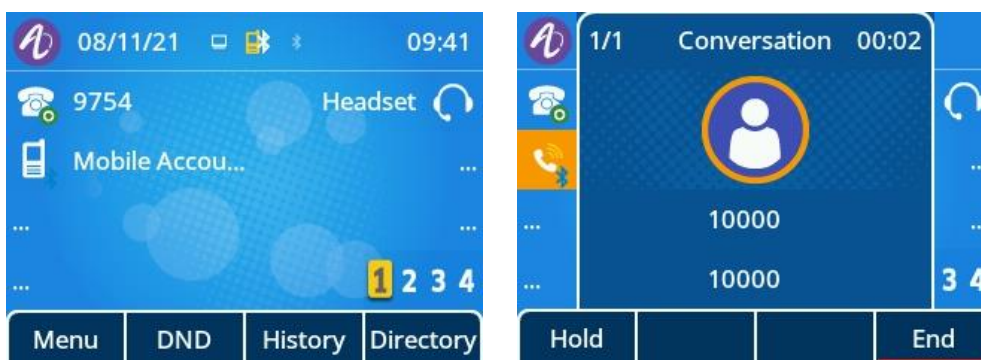 08/11/21 09:41
9754 Headset
Mobile Accou... ...
... ...
... 1 2 3 4
Menu DND History Directory
1/1 Conversation 00:02
... 10000 ..
... 10000 3 4
Hold End